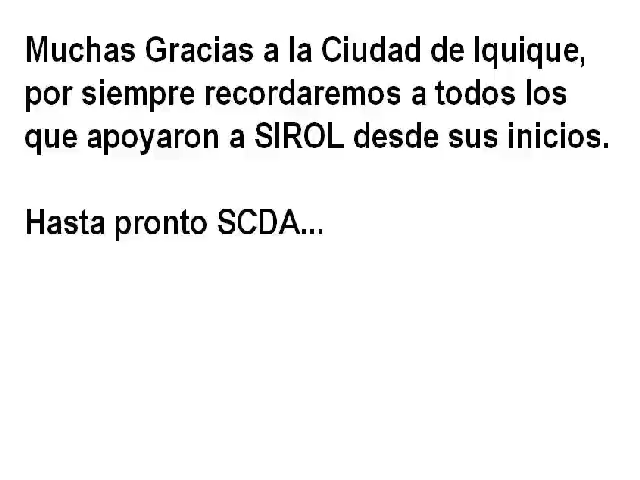 Muchas Gracias a la Ciudad de Iquique,
por siempre recordaremos a todos los
que apoyaron a SIROL desde sus inicios.
Hasta pronto SCDA...